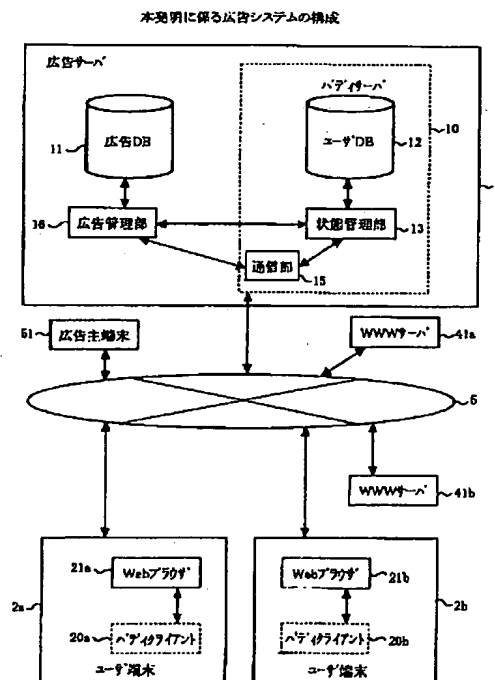 本発明に係る広告システムの構成
広告サーバ
バディサーバ
10
広告DB
11
ユーザDB
12
16
広告管理部
状態管理部
13
通信部
15
51
広告主端末
WWWサーバ
41a
5
WWWサーバ
41b
21a
Webブラウザ
Webブラウザ
21b
2a
2b
20a
バディクライアント
バディクライアント
20b
ユーザ端末
ユーザ端末